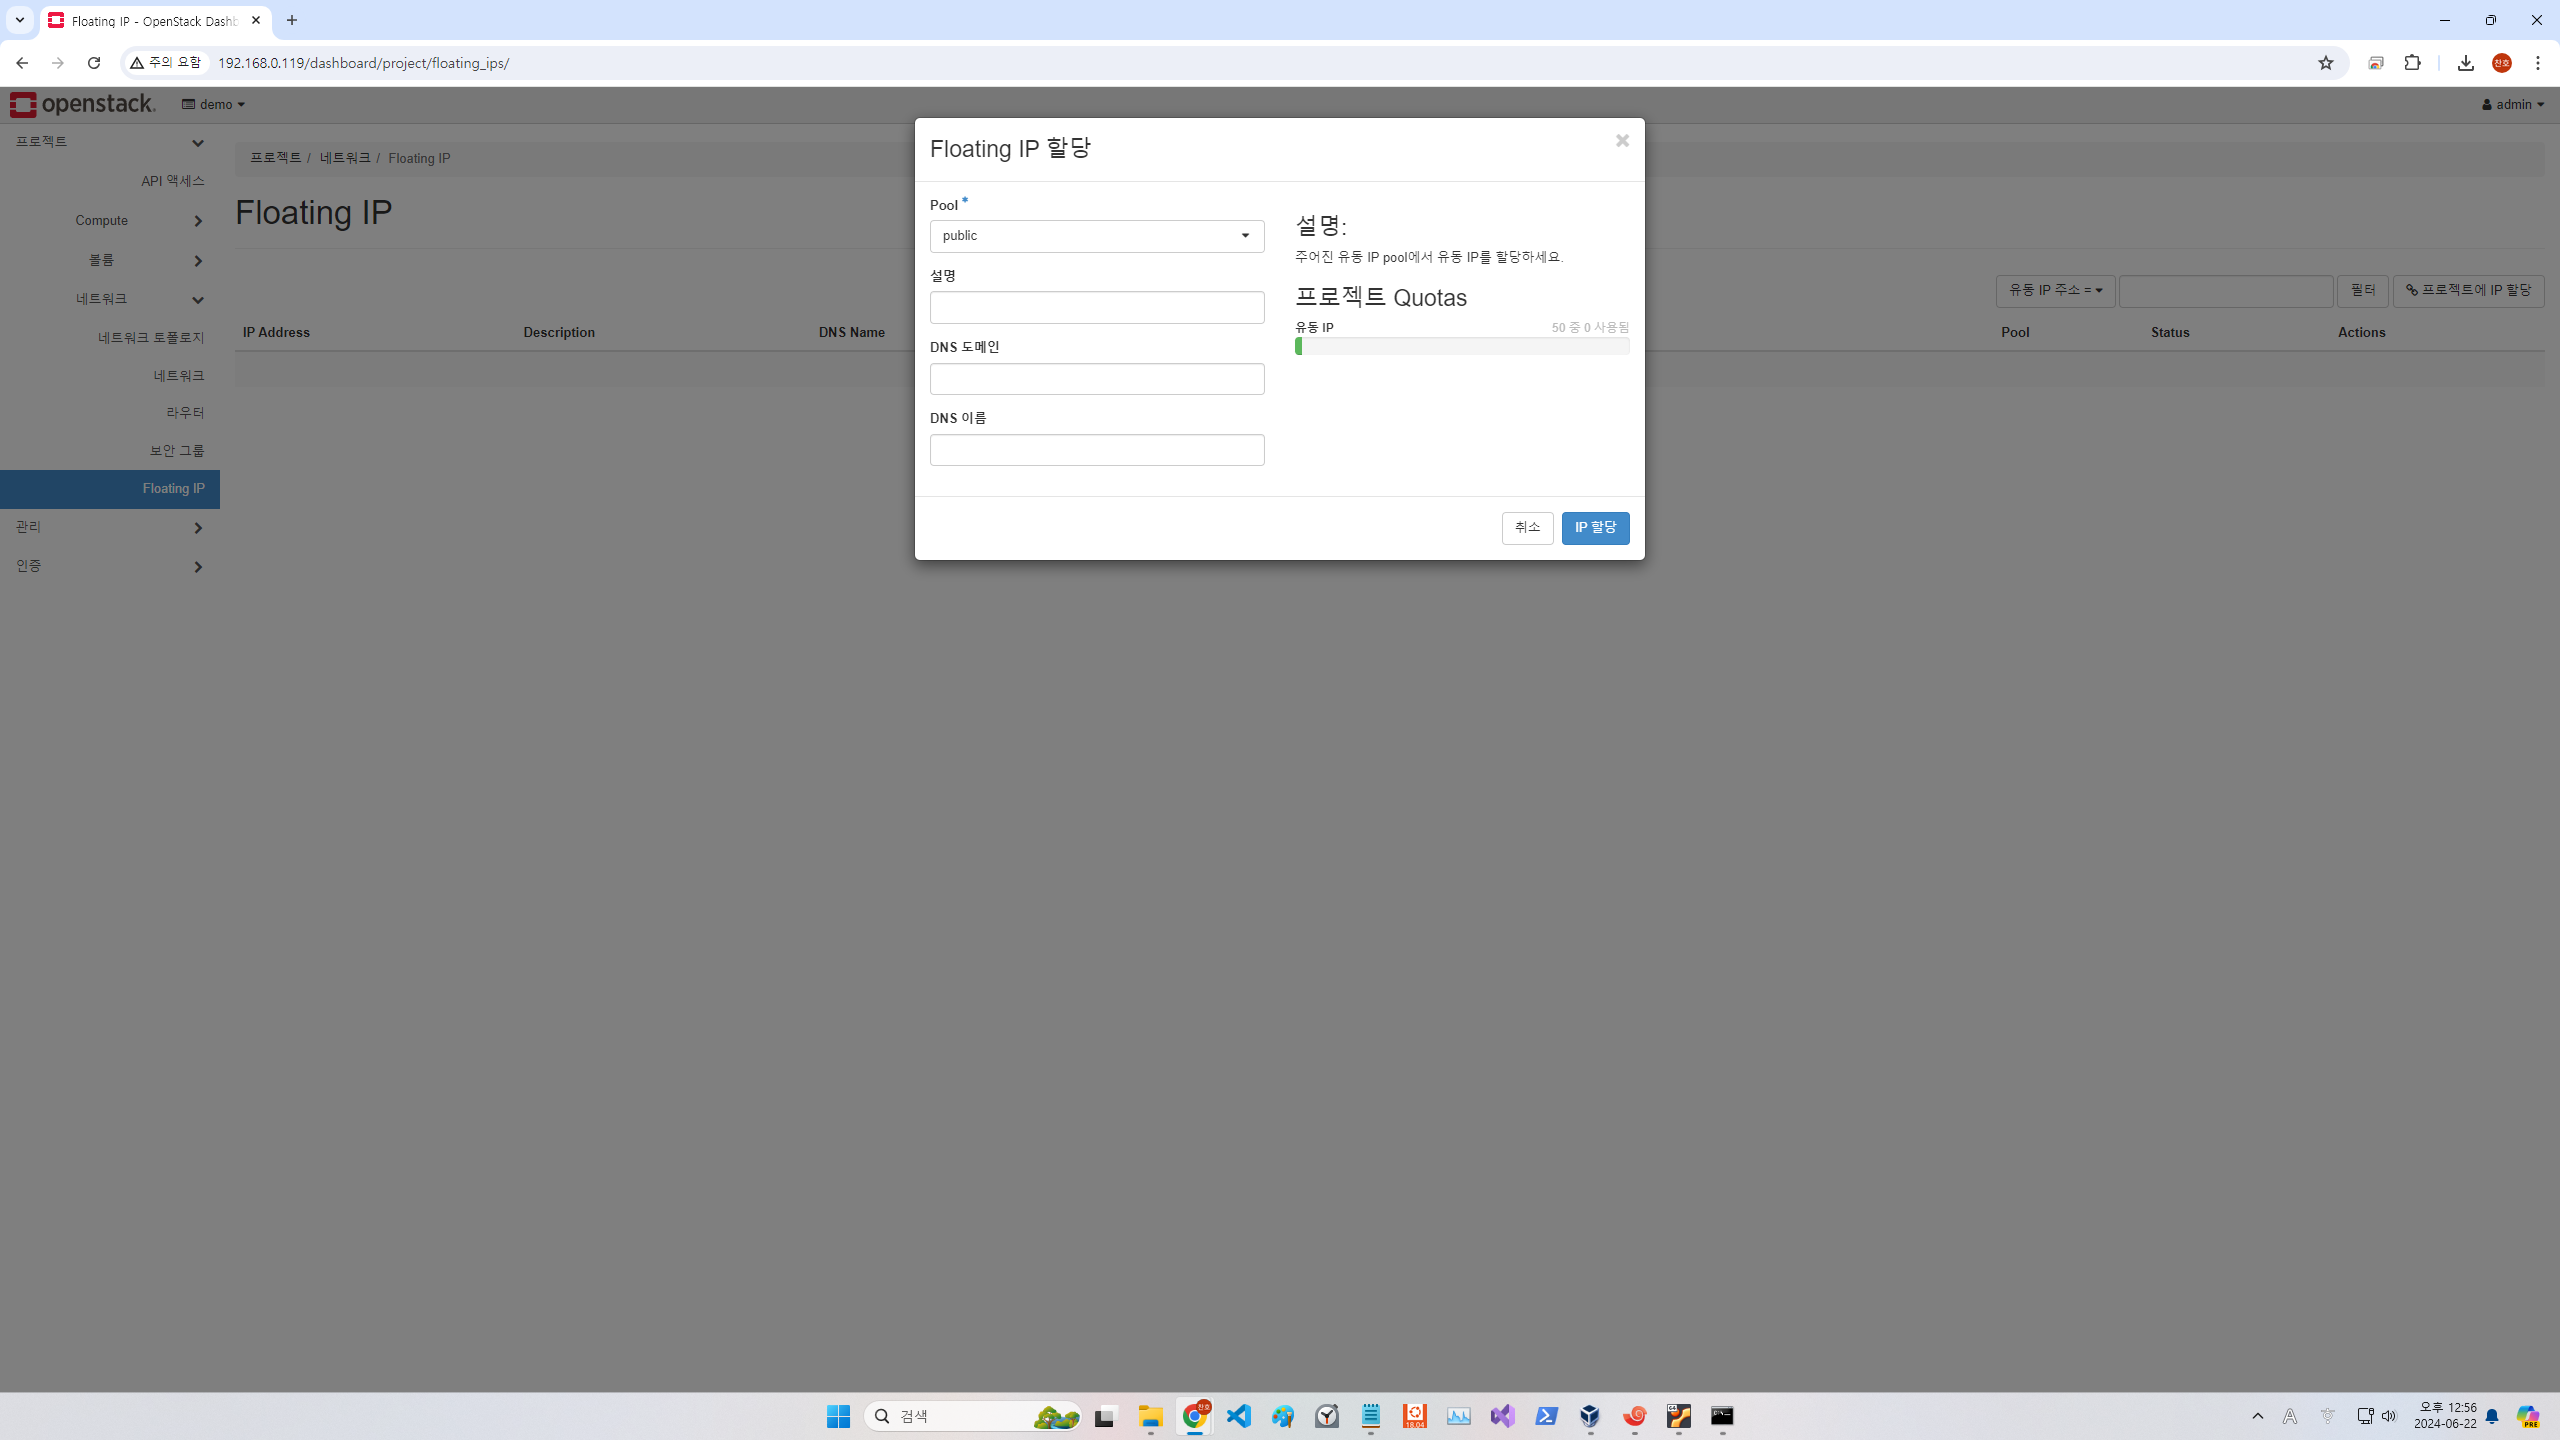 Floating IP - OpenStack Dashb
주의 요함 192.168.0.119/dashboard/project/floating_ips/
찬호
openstack. demo
admin
프로젝트
API 액세스
Compute
볼륨
네트워크
네트워크 토폴로지
네트워크
라우터
보안 그룹
Floating IP
관리
인증
프로젝트 / 네트워크 / Floating IP
Floating IP
유동 IP 주소 = 필터 프로젝트에 IP 할당
IP Address Description DNS Name Pool Status Actions
Floating IP 할당
Pool *
public
설명
DNS 도메인
DNS 이름
설명:
주어진 유동 IP pool에서 유동 IP를 할당하세요.
프로젝트 Quotas
유동 IP 50 중 0 사용됨
취소 IP 할당
검색
찬호
18.04
64
A
오후 12:56
2024-06-22
PRE